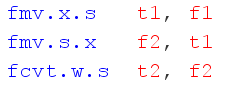 fmv.x.s t1, f1
fmv.s.x f2, t1
fcvt.w.s t2, f2